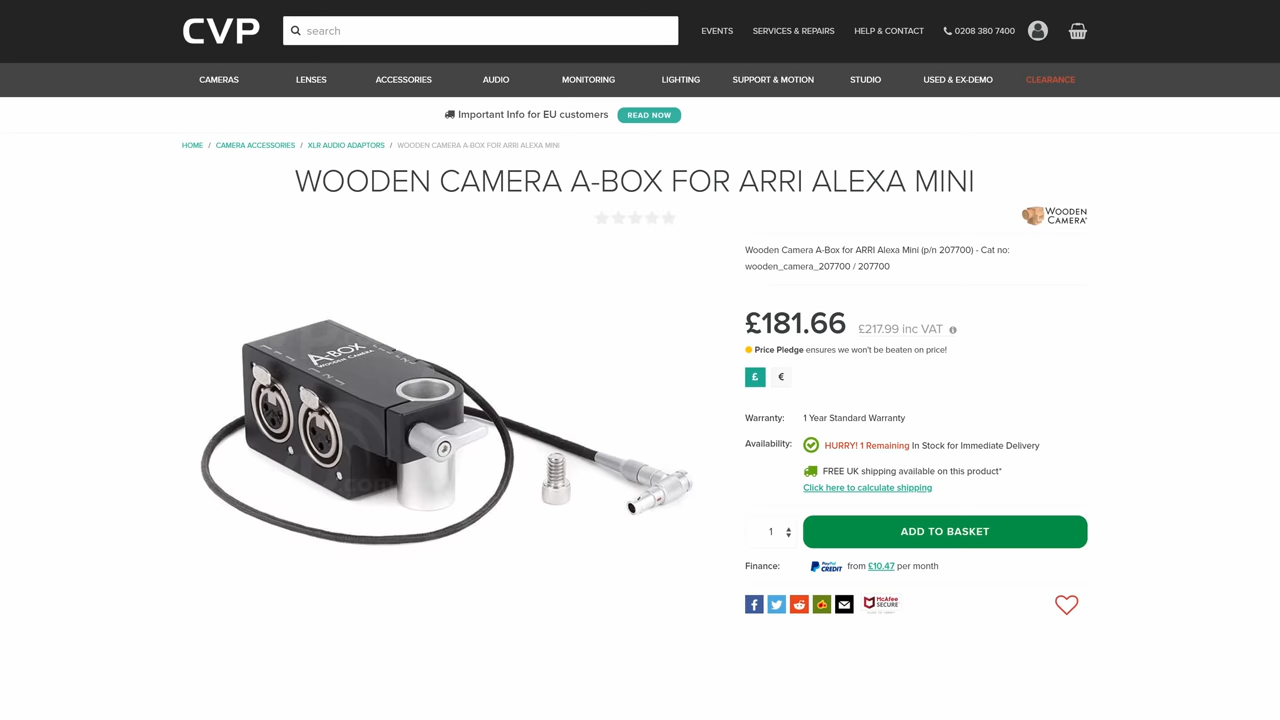 CVP
search
EVENTS
SERVICES & REPAIRS
HELP & CONTACT
0208 380 7400
CAMERAS
LENSES
ACCESSORIES
AUDIO
MONITORING
LIGHTING
SUPPORT & MOTION
STUDIO
USED & EX-DEMO
CLEARANCE
Important Info for EU customers
READ NOW
HOME / CAMERA ACCESSORIES / XLR AUDIO ADAPTORS / WOODEN CAMERA A-BOX FOR ARRI ALEXA MINI
WOODEN CAMERA A-BOX FOR ARRI ALEXA MINI
WOODEN
CAMERA
Wooden Camera A-Box for ARRI Alexa Mini (p/n 207700) - Cat no:
wooden_camera_207700 / 207700
£181.66 £217.99 inc VAT
Price Pledge ensures we won't be beaten on price!
£ €
A-BOX
WOODEN CAMERA
Warranty: 1 Year Standard Warranty
Availability: HURRY! 1 Remaining In Stock for Immediate Delivery
FREE UK shipping available on this product*
Click here to calculate shipping
1
ADD TO BASKET
Finance: PayPal CREDIT from £10.47 per month
McAfee
SECURE